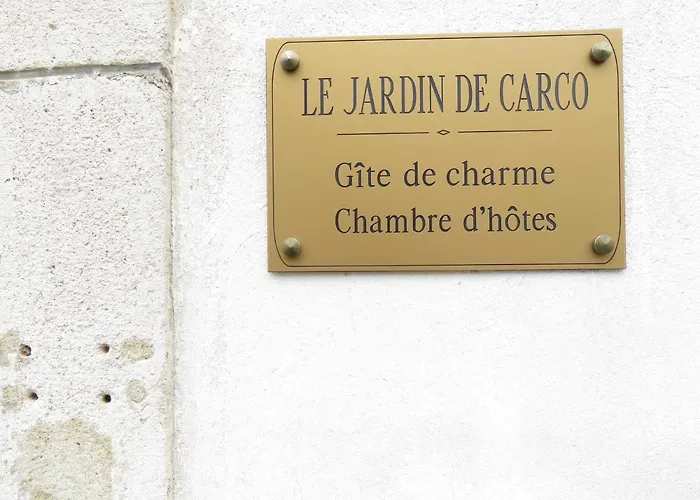 LE JARDIN DE CARCO
Gîte de charme
Chambre d'hôtes